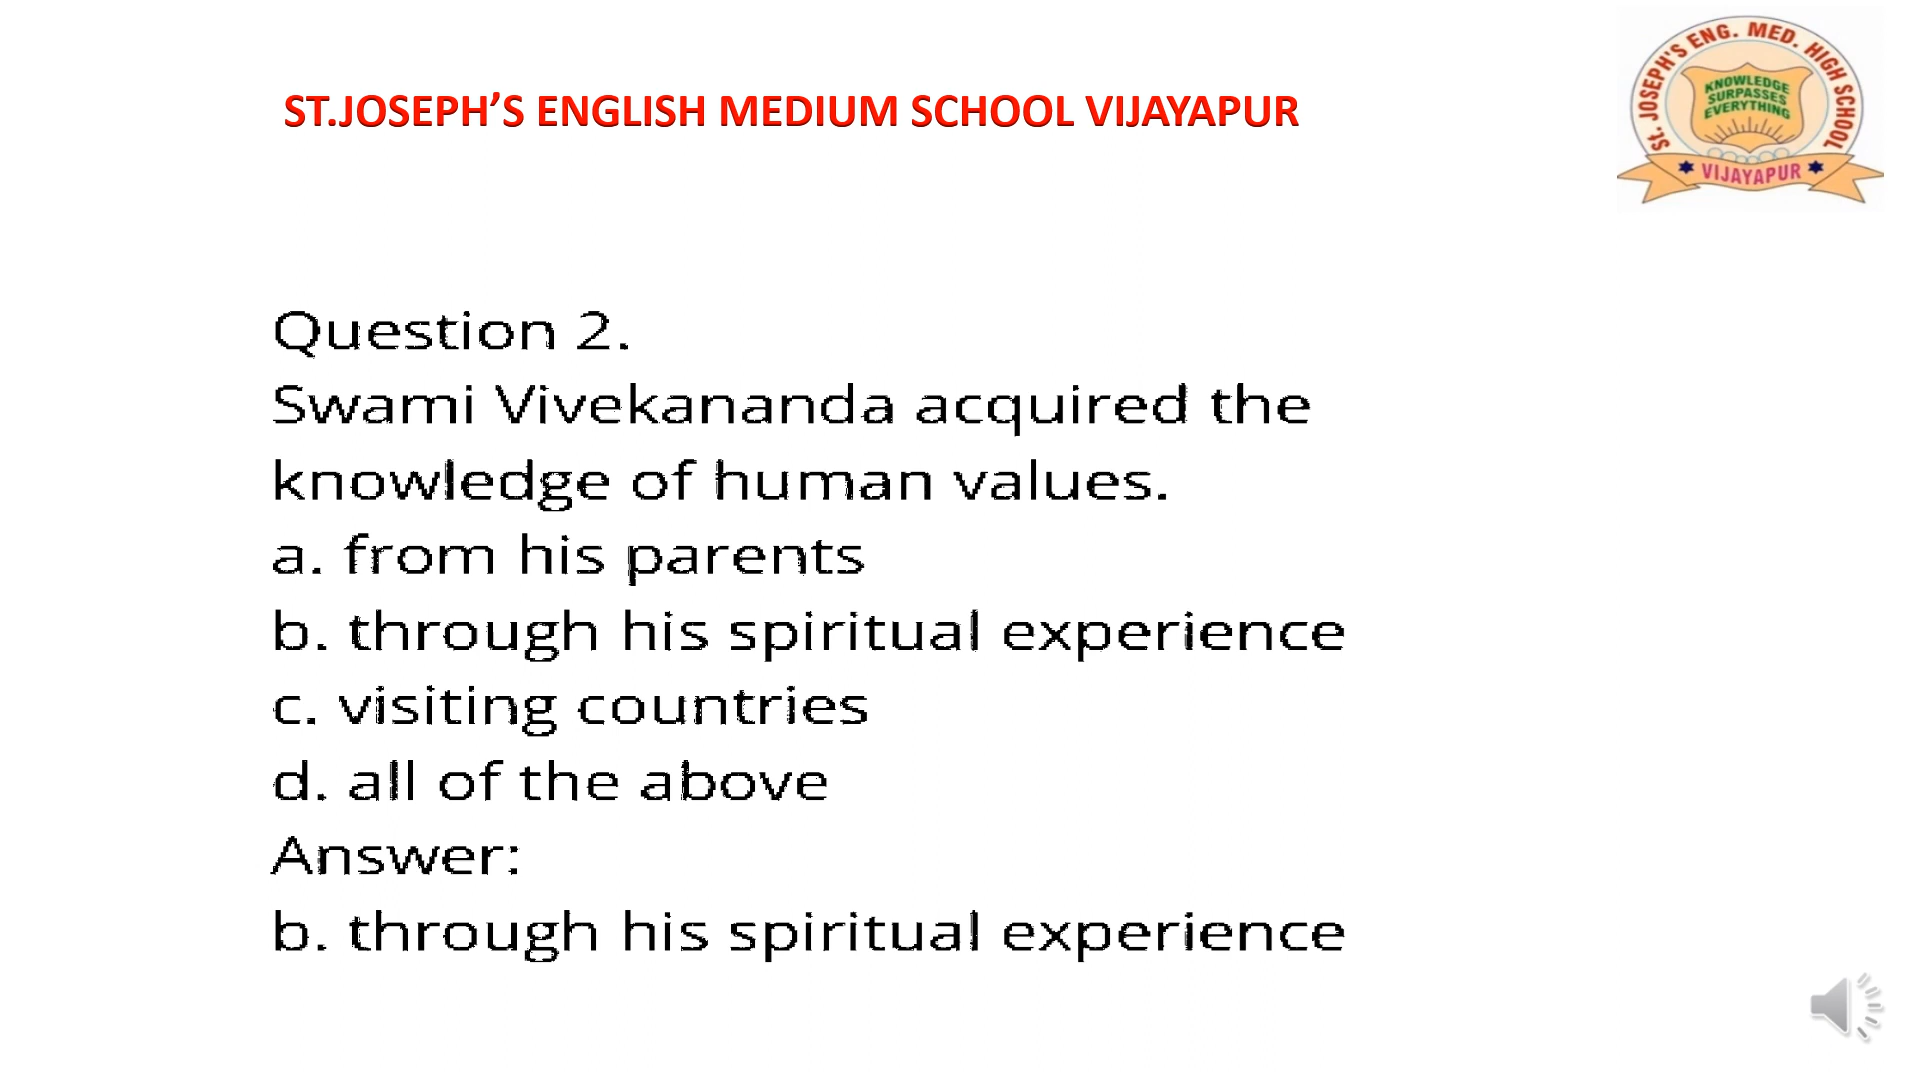 ST.JOSEPH’S ENGLISH MEDIUM SCHOOL VIJAYAPUR
St. JOSEPH'S ENG. MED. HIGH SCHOOL
KNOWLEDGE
SURPASSES
EVERYTHING
VIJAYAPUR
Question 2.
Swami Vivekananda acquired the
knowledge of human values.
a. from his parents
b. through his spiritual experience
c. visiting countries
d. all of the above
Answer:
b. through his spiritual experience